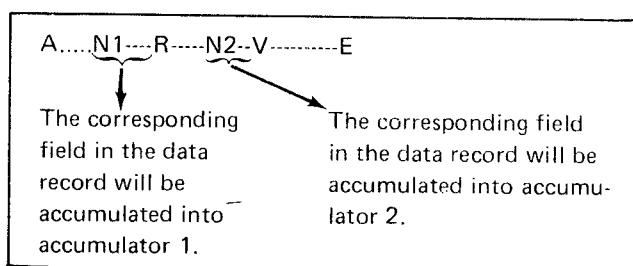 A.....N1----R-----N2--V----------E
The corresponding
field in the data
record will be
accumulated into
accumulator 1.
The corresponding field
in the data record will be
accumulated into accumu-
lator 2.